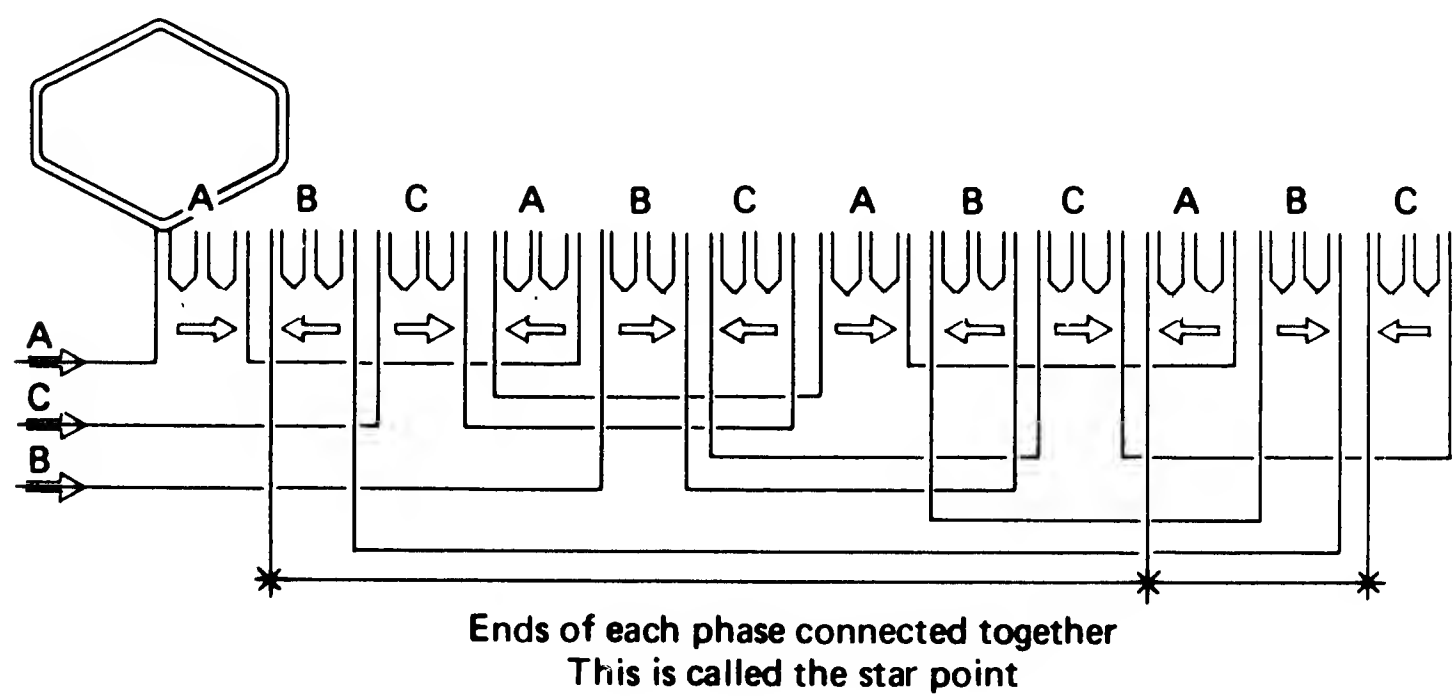 A B C A B C A B C A B C
A
C
B
Ends of each phase connected together
This is called the star point